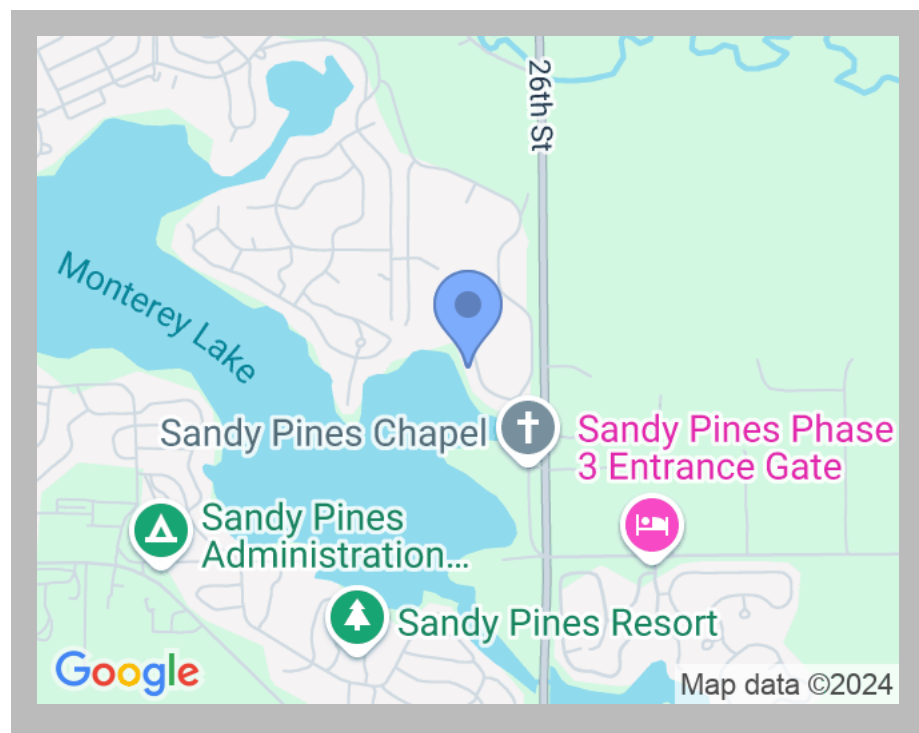 26th St
Monterey Lake
Sandy Pines Chapel
Sandy Pines Phase
3 Entrance Gate
Sandy Pines
Administration...
Sandy Pines Resort
Google
Map data ©2024